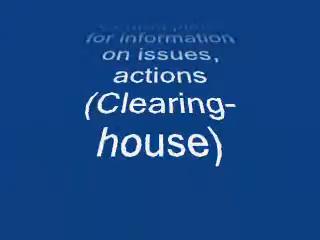 for information
on issues,
actions
(Clearing-
house)